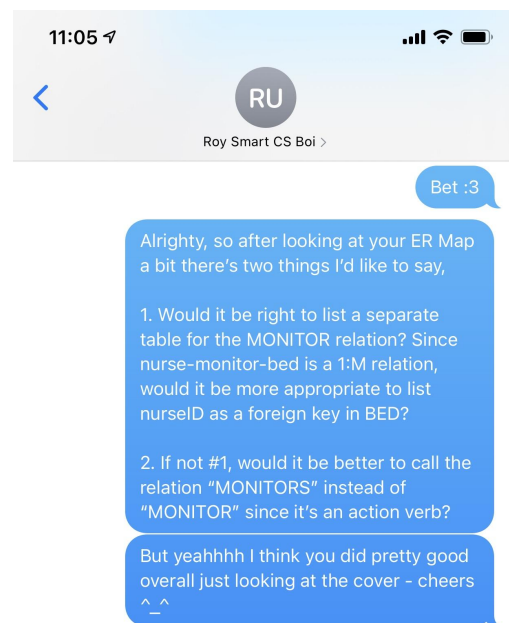 11:05
RU
Roy Smart CS Boi >
Bet :3
Alrighty, so after looking at your ER Map
a bit there's two things I'd like to say,
1. Would it be right to list a separate
table for the MONITOR relation? Since
nurse-monitor-bed is a 1:M relation,
would it be more appropriate to list
nurseID as a foreign key in BED?
2. If not #1, would it be better to call the
relation “MONITORS” instead of
“MONITOR” since it's an action verb?
But yeahhhh I think you did pretty good
overall just looking at the cover - cheers
^_^